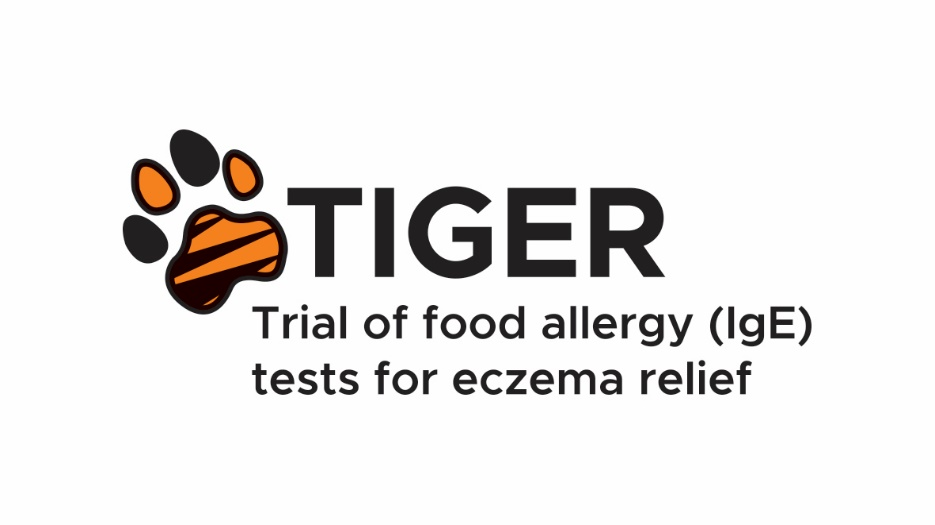 TIGER
Trial of food allergy (IgE)
tests for eczema relief